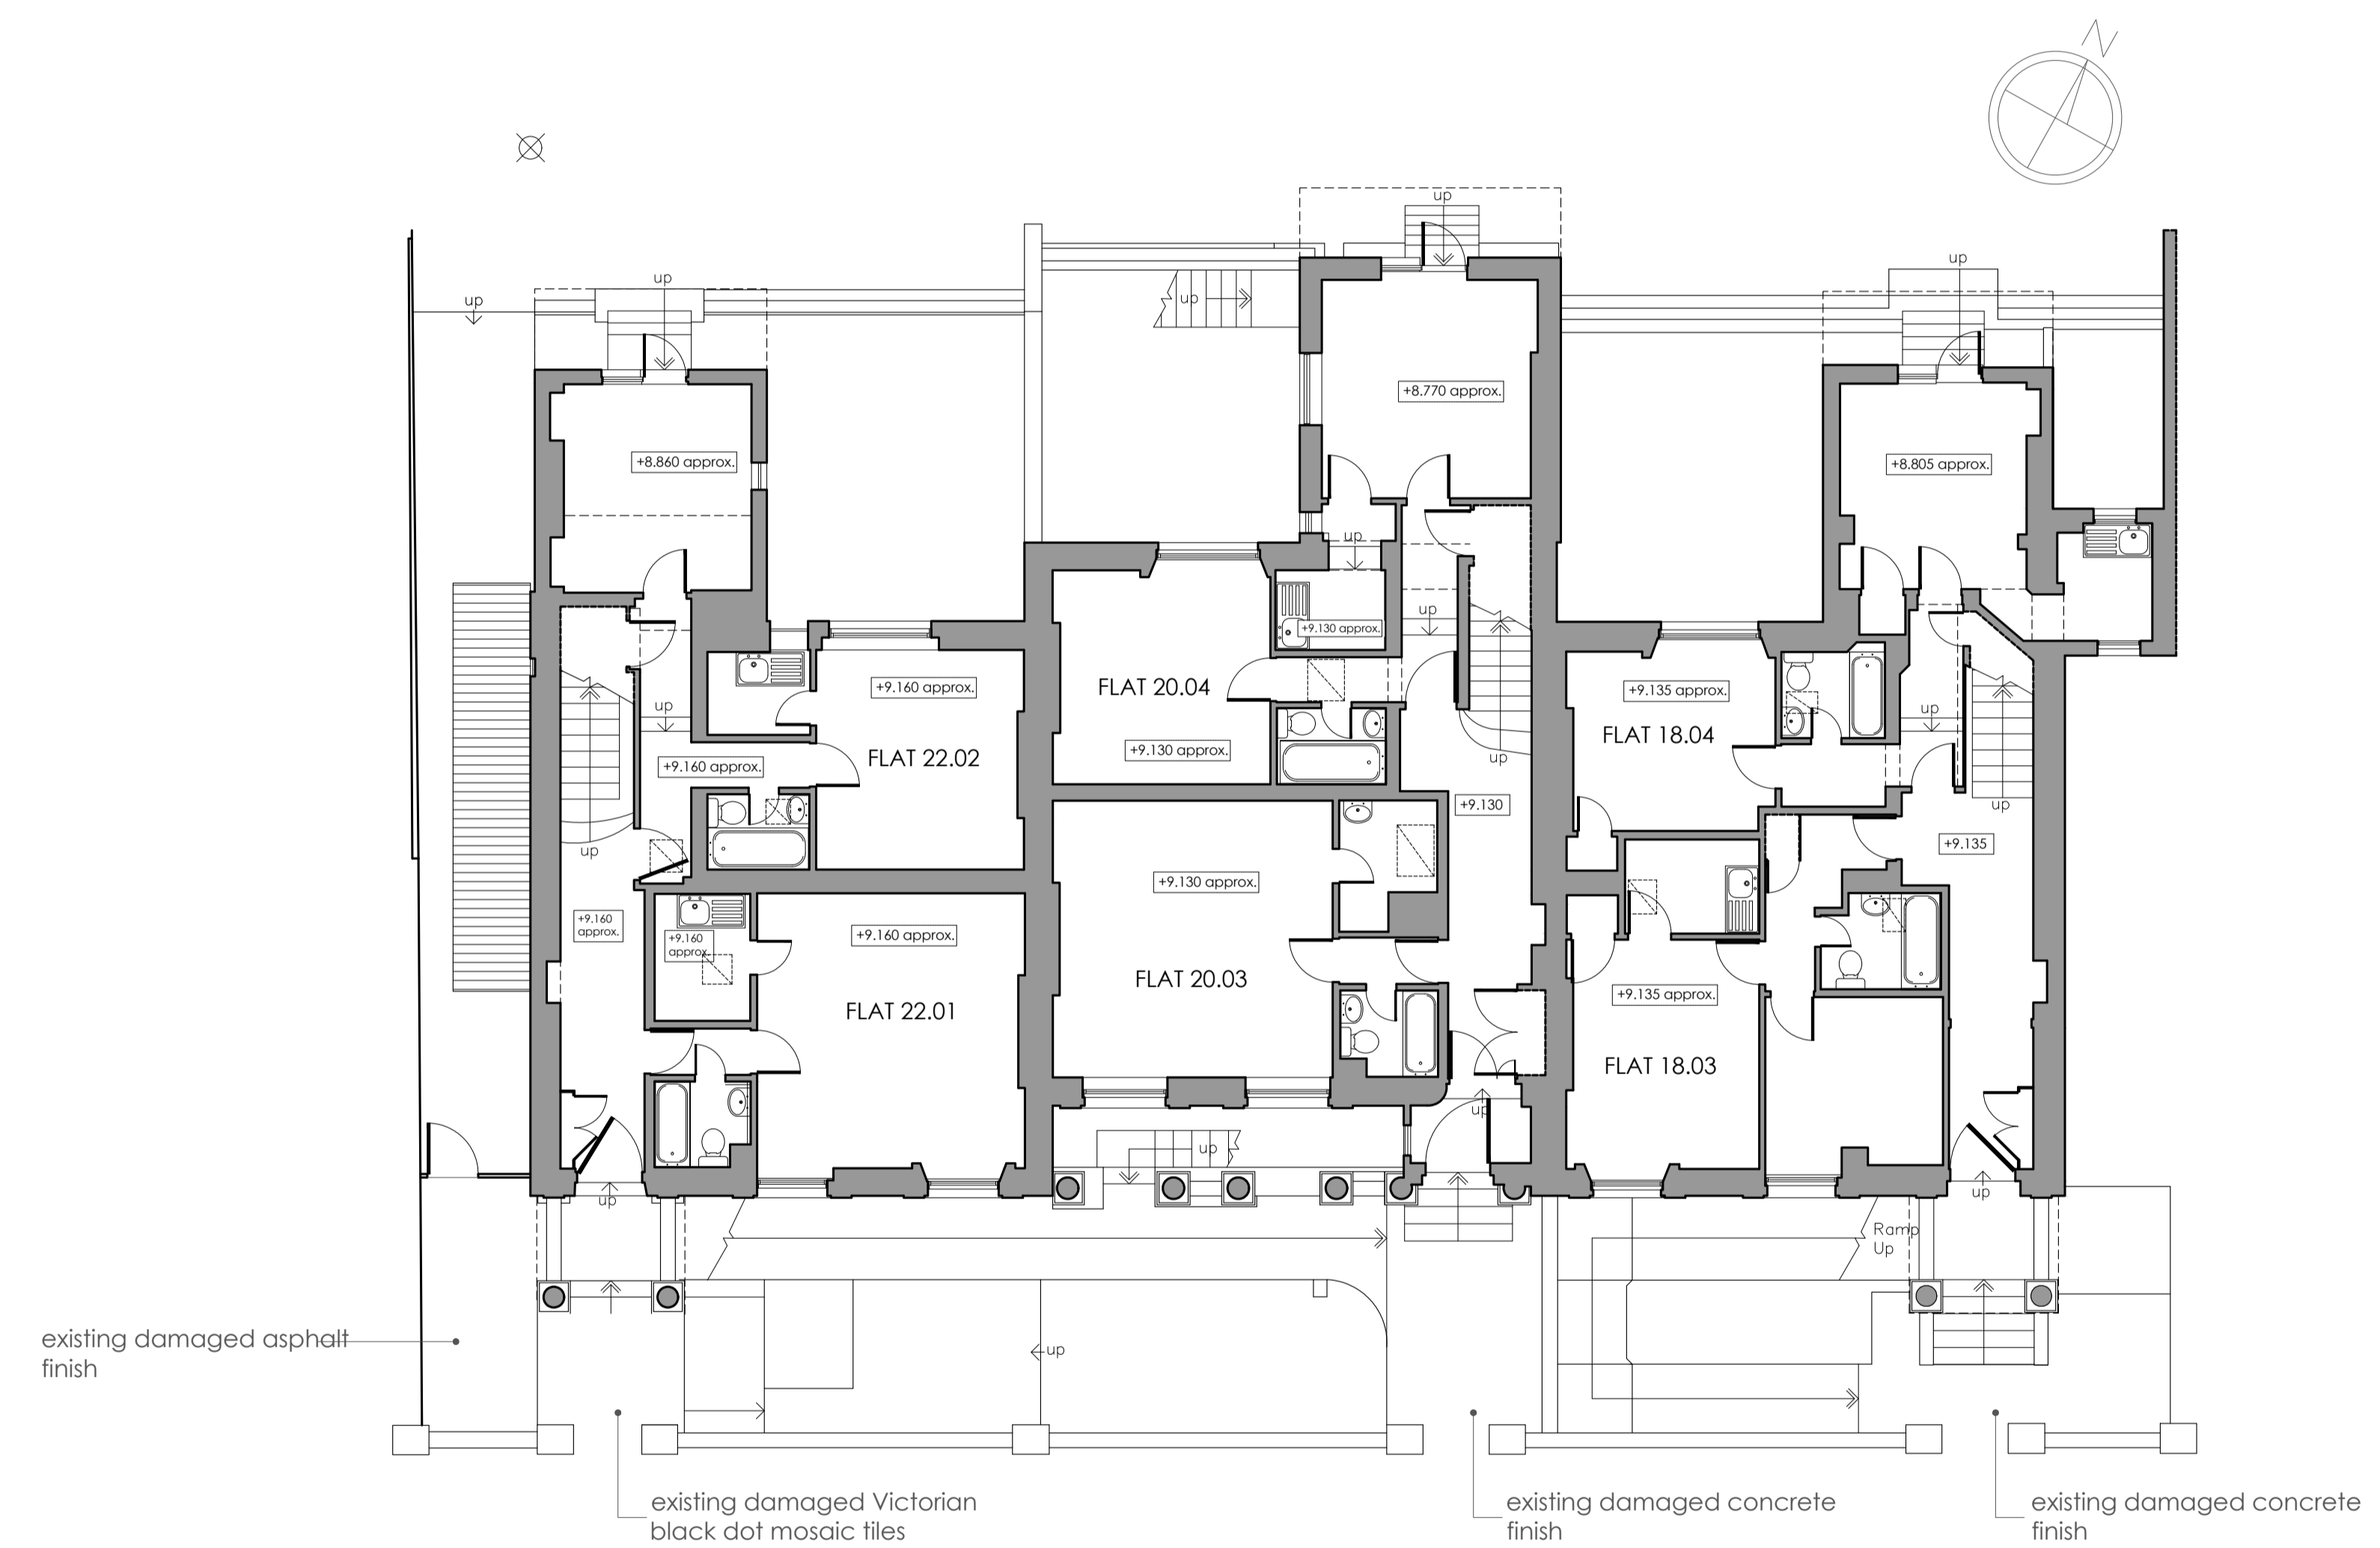 N
up
up
up
up
up
+8.770 approx.
+8.860 approx.
+8.805 approx.
up
up
+9.130 approx.
FLAT 20.04
+9.160 approx.
+9.135 approx.
up
up
FLAT 18.04
+9.130 approx.
FLAT 22.02
+9.160 approx.
up
+9.130
up
up
+9.135
+9.130 approx.
+9.160
approx.
+9.160
approx.
+9.160 approx.
FLAT 20.03
+9.135 approx.
FLAT 22.01
FLAT 18.03
up
up
up
up
Ramp
Up
existing damaged asphalt
finish
up
existing damaged Victorian
black dot mosaic tiles
existing damaged concrete
finish
existing damaged concrete
finish